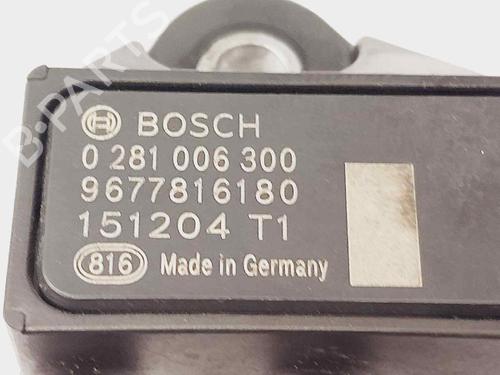 B-PARTS
BOSCH
0 281 006 300
9677816180
151204 T1
816 Made in Germany